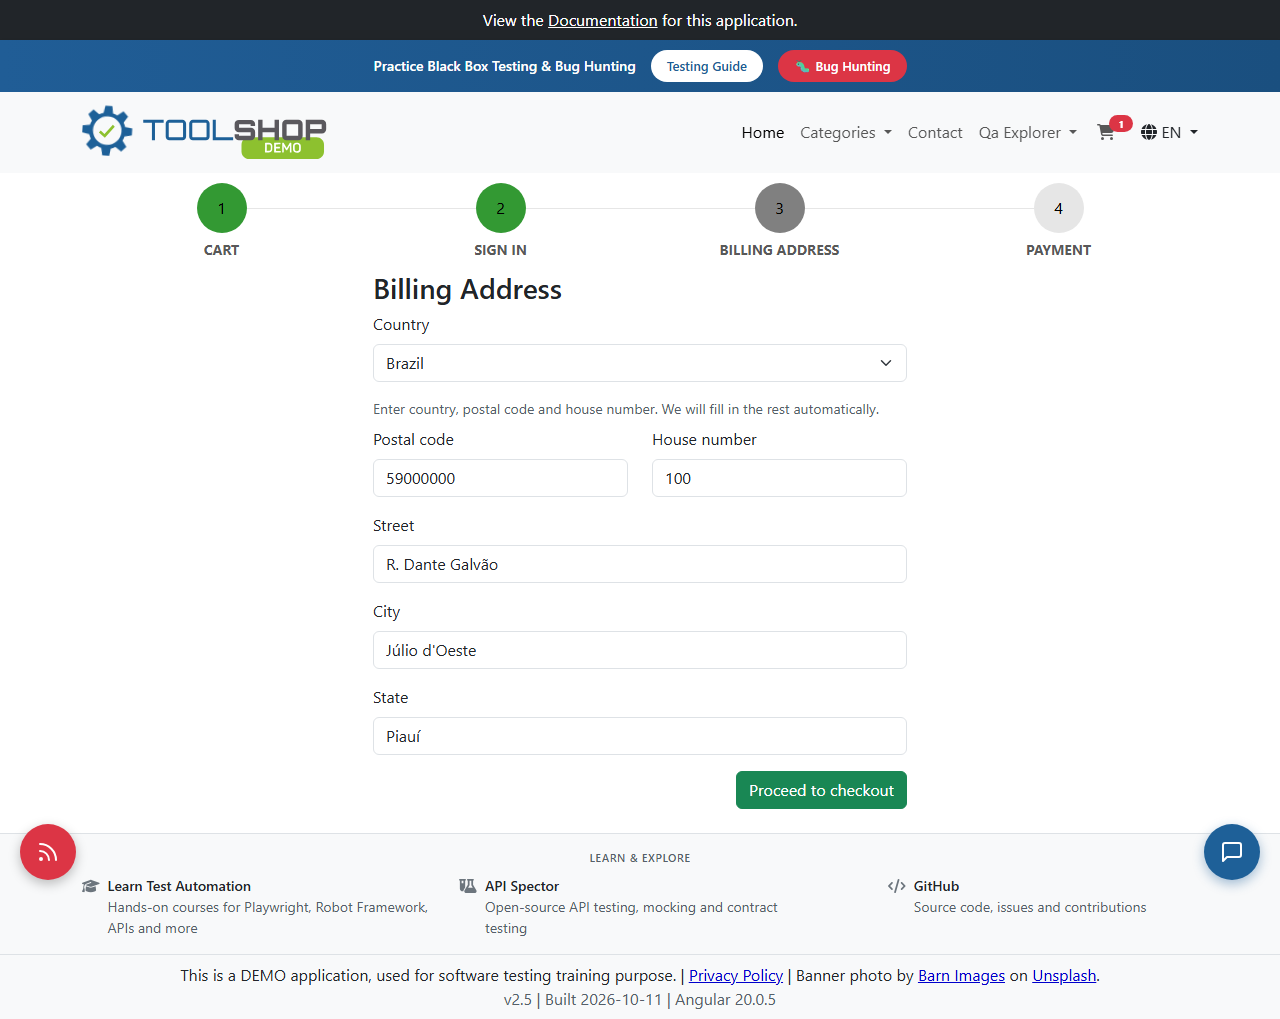 View the Documentation for this application.
Practice Black Box Testing & Bug Hunting Testing Guide Bug Hunting
TOOLSHOP
DEMO
Home Categories Contact Qa Explorer 1 EN
1 2 3 4
CART SIGN IN BILLING ADDRESS PAYMENT
Billing Address
Country
Brazil
Enter country, postal code and house number. We will fill in the rest automatically.
Postal code House number
59000000 100
Street
R. Dante Galvão
City
Júlio d'Oeste
State
Piauí
Proceed to checkout
LEARN & EXPLORE
Learn Test Automation API Spector GitHub
Hands-on courses for Playwright, Robot Framework, Open-source API testing, mocking and contract Source code, issues and contributions
APIs and more testing
This is a DEMO application, used for software testing training purpose. | Privacy Policy | Banner photo by Barn Images on Unsplash.
v2.5 | Built 2026-10-11 | Angular 20.0.5